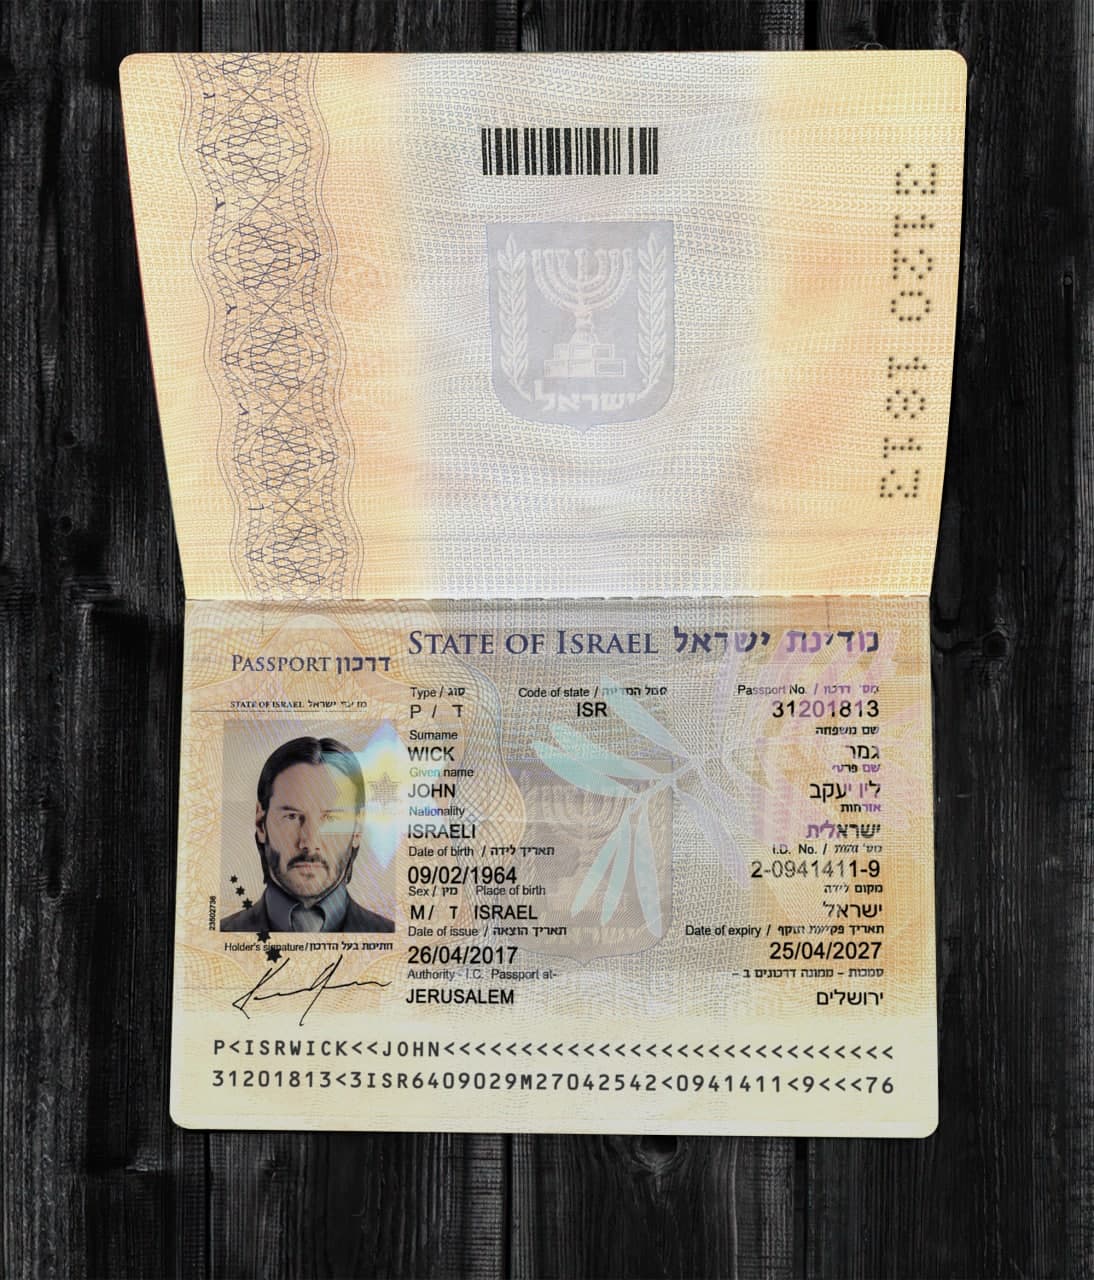 31201813
ישראל
STATE OF ISRAEL מדינת ישראל
PASSPORT דרכון
Type / סוג Code of state / סמל המדינה Passport No. / מס' דרכון
P / ד ISR 31201813
STATE OF ISRAEL מדינת ישראל
Surname שם משפחה
WICK גמר
Given name שם פרטי
JOHN לין יעקב
Nationality אזרחות
ISRAELI ישראלית
Date of birth / תאריך לידה I.D. No. / מס' זהות
09/02/1964 2-0941411-9
Sex / מין Place of birth מקום לידה
M/ ז ISRAEL ישראל
Date of issue / תאריך הוצאה Date of expiry / תאריך פקיעת תוקף
26/04/2017 25/04/2027
Authority - I.C. Passport at- סמכות - ממונה דרכונים ב -
JERUSALEM ירושלים
23502736
Holder's signature/חתימת בעל הדרכון
P<ISRWICK<<JOHN<<<<<<<<<<<<<<<<<<<<<<<<<<<<<
31201813<3ISR6409029M27042542<0941411<9<<<76